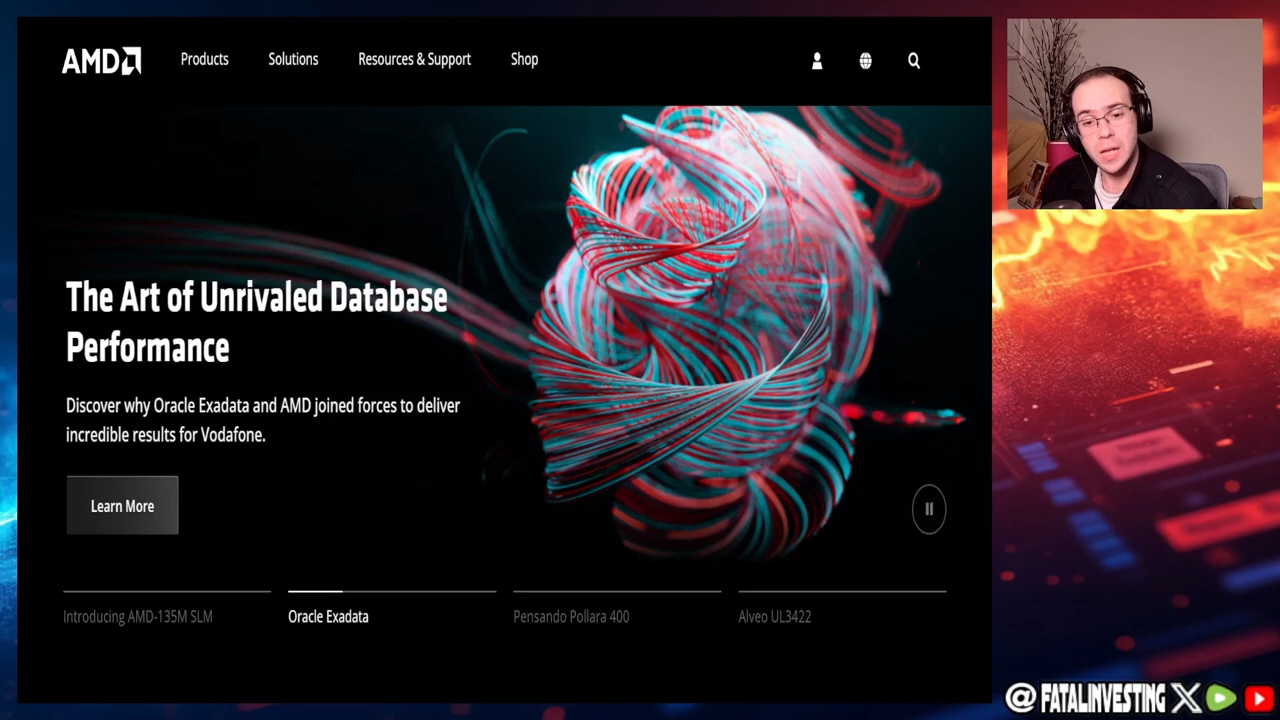 AMD
Products
Solutions
Resources & Support
Shop
The Art of Unrivaled Database
Performance
Discover why Oracle Exadata and AMD joined forces to deliver
incredible results for Vodafone.
Learn More
Introducing AMD-135M SLM
Oracle Exadata
Pensando Pollara 400
Alveo UL3422
@FATALINVESTING